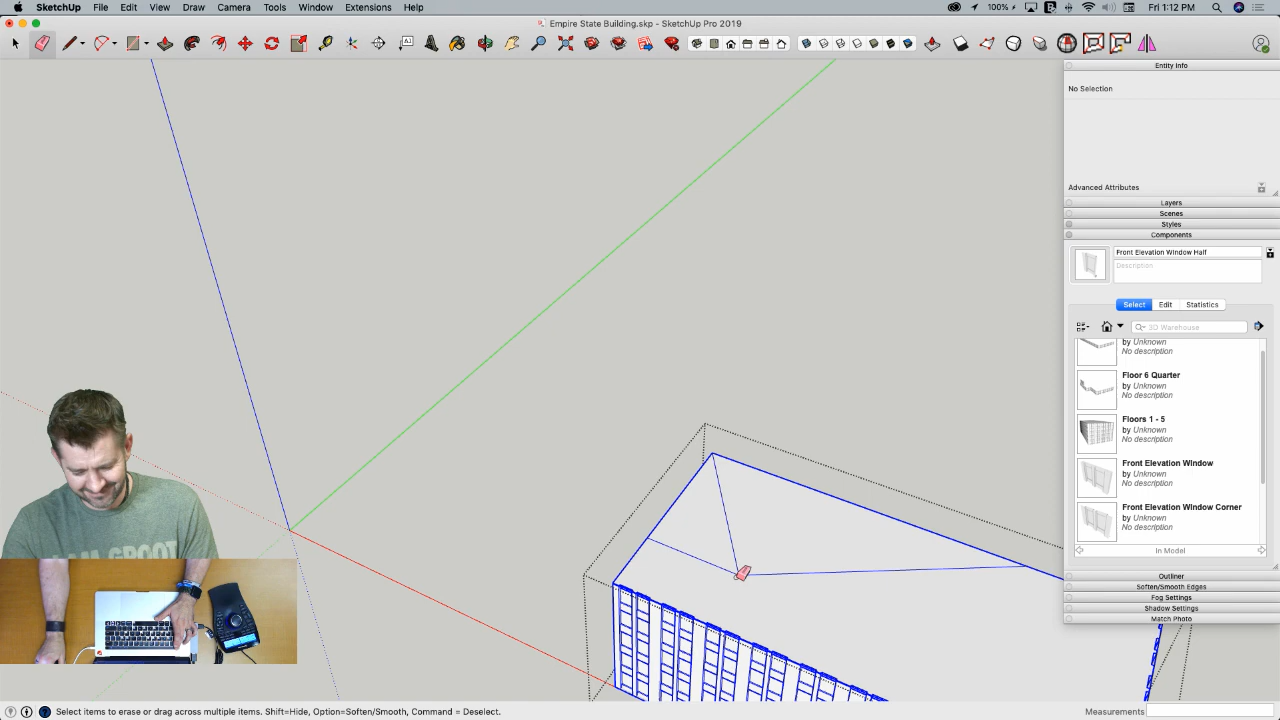 SketchUp File Edit View Draw Camera Tools Window Extensions Help 100% Fri 1:12 PM
Empire State Building.skp - SketchUp Pro 2019
Entity Info
No Selection
Advanced Attributes
Layers
Scenes
Styles
Components
Front Elevation Window Half
Description
Select Edit Statistics
3D Warehouse
by Unknown
No description
Floor 6 Quarter
by Unknown
No description
Floors 1 - 5
by Unknown
No description
Front Elevation Window
by Unknown
No description
Front Elevation Window Corner
by Unknown
No description
In Model
Outliner
Soften/Smooth Edges
Fog Settings
Shadow Settings
Match Photo
I AM GROOT
Select items to erase or drag across multiple items. Shift=Hide, Option=Soften/Smooth, Command = Deselect. Measurements